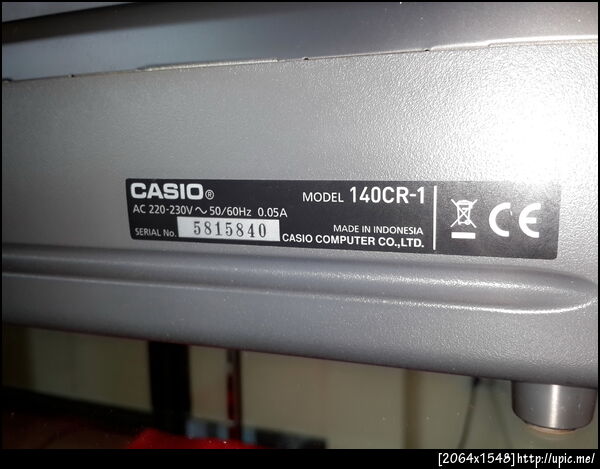 CASIO® MODEL 140CR-1
AC 220-230V ~ 50/60Hz 0.05A
SERIAL No. 5815840
MADE IN INDONESIA
CASIO COMPUTER CO.,LTD.
CE
[2064x1548]http://upic.me/